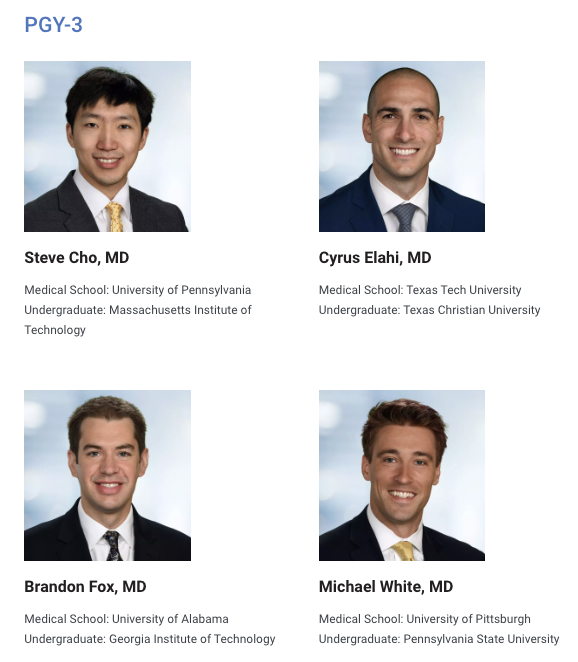 PGY-3
Steve Cho, MD
Medical School: University of Pennsylvania
Undergraduate: Massachusetts Institute of
Technology
Cyrus Elahi, MD
Medical School: Texas Tech University
Undergraduate: Texas Christian University
Brandon Fox, MD
Medical School: University of Alabama
Undergraduate: Georgia Institute of Technology
Michael White, MD
Medical School: University of Pittsburgh
Undergraduate: Pennsylvania State University